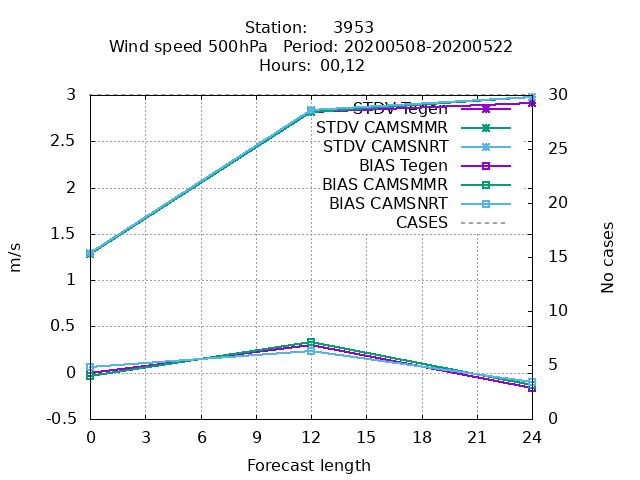 Station: 3953
Wind speed 500hPa Period: 20200508-20200522
Hours: 00,12
3
2.5
2
1.5
1
0.5
0
-0.5
m/s
STDV Tegen
STDV CAMSMMR
STDV CAMSNRT
BIAS Tegen
BIAS CAMSMMR
BIAS CAMSNRT
CASES
30
25
20
15
10
5
0
No cases
0 3 6 9 12 15 18 21 24
Forecast length